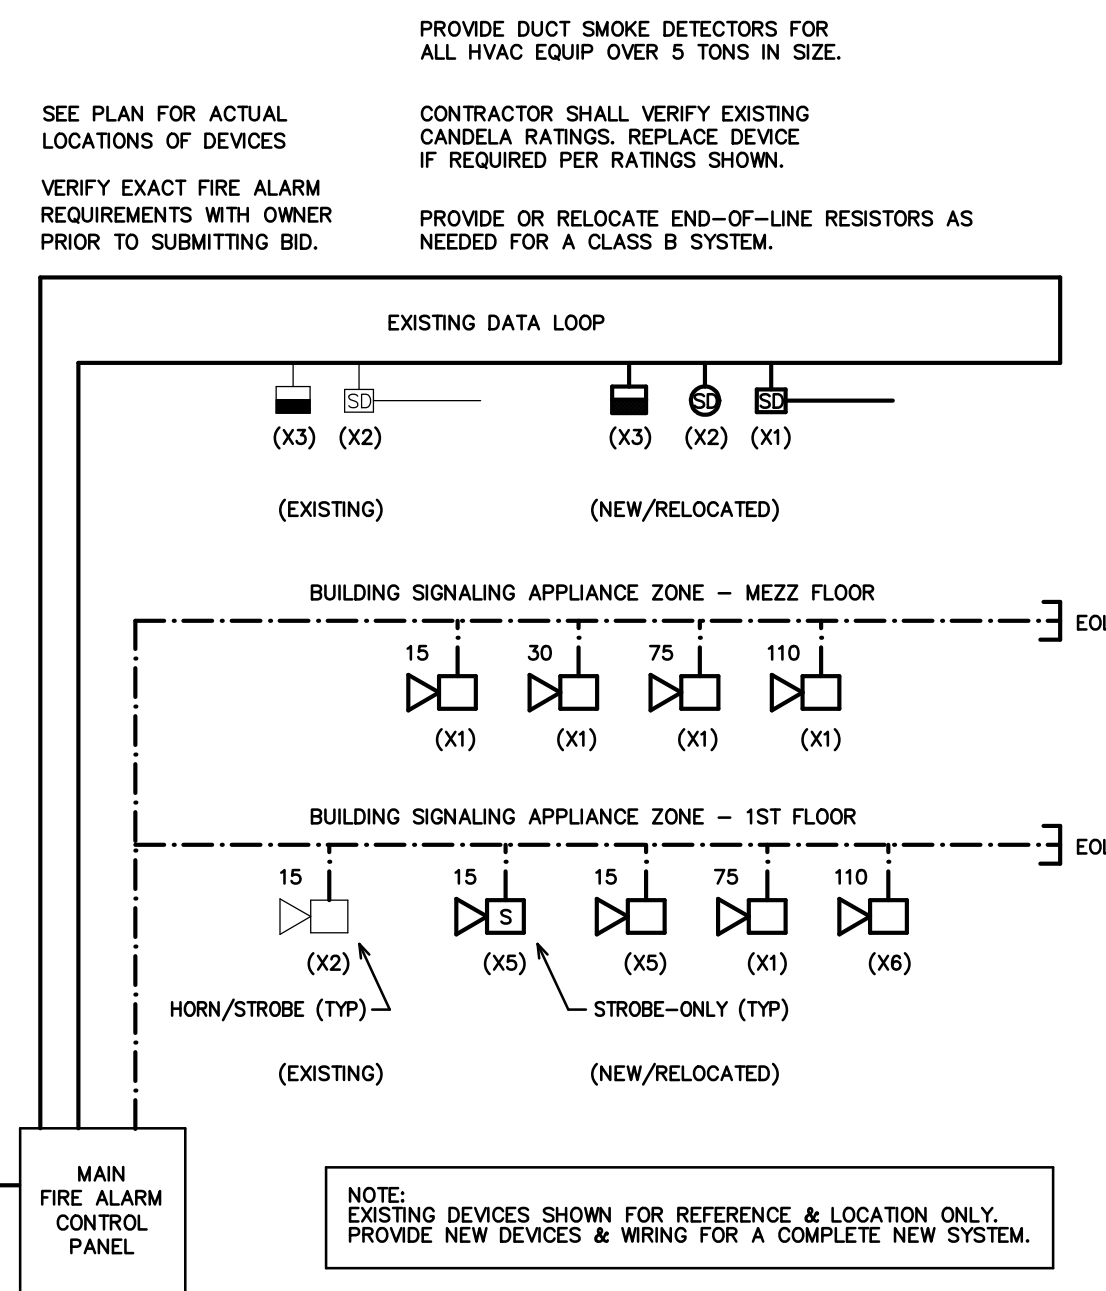 PROVIDE DUCT SMOKE DETECTORS FOR
ALL HVAC EQUIP OVER 5 TONS IN SIZE.
SEE PLAN FOR ACTUAL
LOCATIONS OF DEVICES
CONTRACTOR SHALL VERIFY EXISTING
CANDELA RATINGS. REPLACE DEVICE
IF REQUIRED PER RATINGS SHOWN.
VERIFY EXACT FIRE ALARM
REQUIREMENTS WITH OWNER
PRIOR TO SUBMITTING BID.
PROVIDE OR RELOCATE END-OF-LINE RESISTORS AS
NEEDED FOR A CLASS B SYSTEM.
EXISTING DATA LOOP
SD SD SD
(X3) (X2) (X3) (X2) (X1)
(EXISTING) (NEW/RELOCATED)
BUILDING SIGNALING APPLIANCE ZONE - MEZZ FLOOR
EOL
15 30 75 110
(X1) (X1) (X1) (X1)
BUILDING SIGNALING APPLIANCE ZONE - 1ST FLOOR
EOL
15 15 15 75 110
S
(X2) (X5) (X5) (X1) (X6)
HORN/STROBE (TYP) STROBE-ONLY (TYP)
(EXISTING) (NEW/RELOCATED)
MAIN
FIRE ALARM
CONTROL
PANEL
NOTE:
EXISTING DEVICES SHOWN FOR REFERENCE & LOCATION ONLY.
PROVIDE NEW DEVICES & WIRING FOR A COMPLETE NEW SYSTEM.